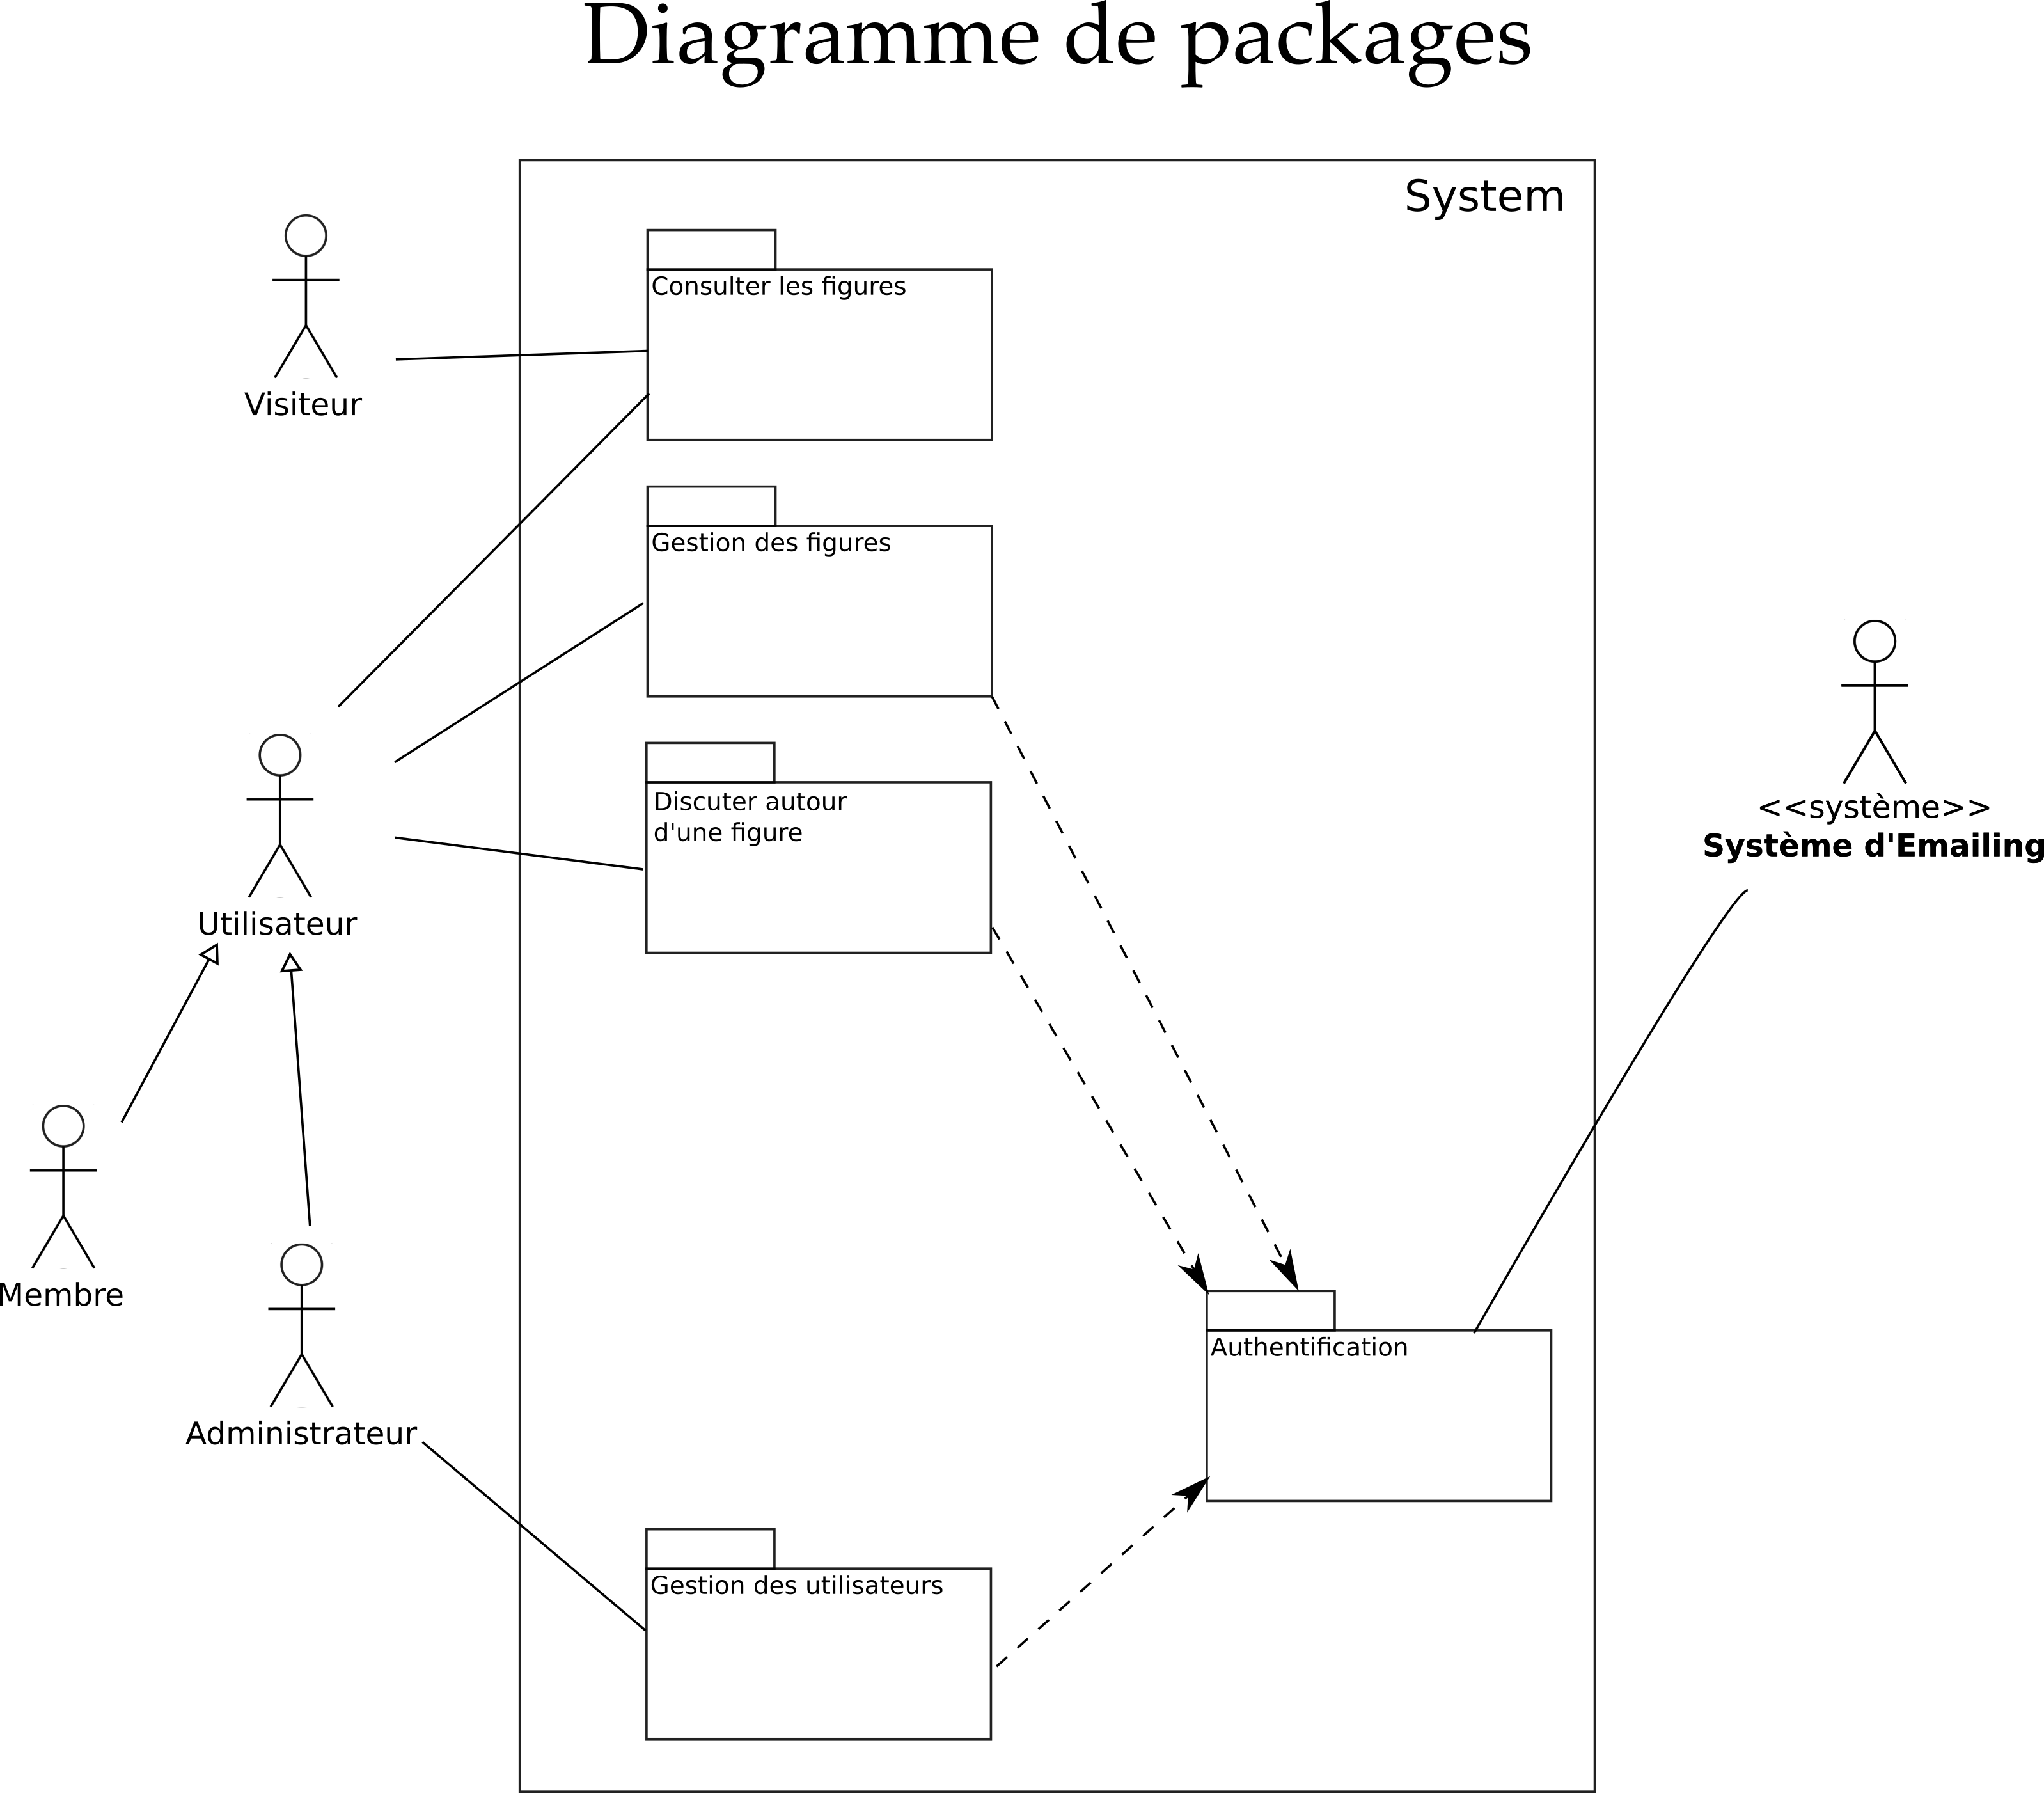 Diagramme de packages
System
Consulter les figures
Visiteur
Gestion des figures
Discuter autour
d'une figure
<<système>>
Système d'Emailing
Utilisateur
Membre
Authentification
Administrateur
Gestion des utilisateurs